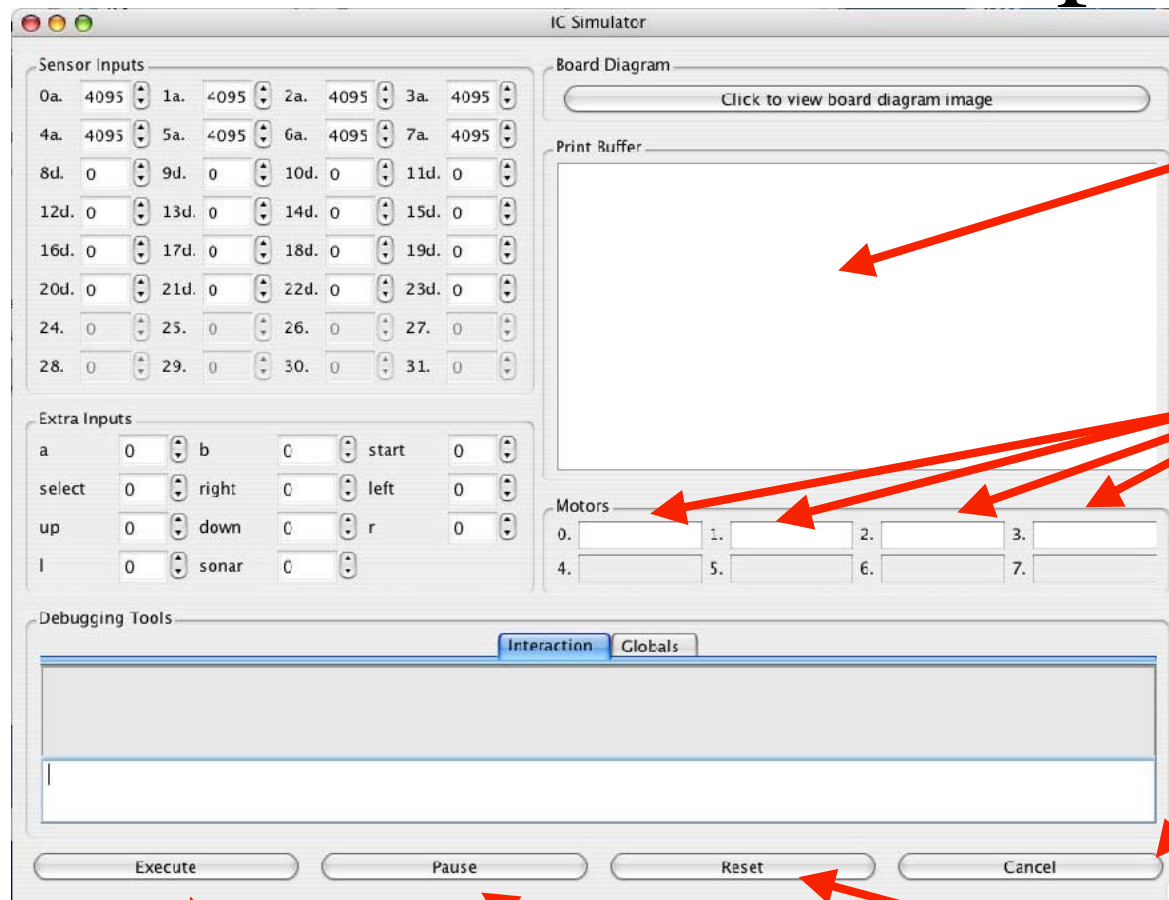 IC Simulator
Sensor Inputs
0a. 4095 1a. 4095 2a. 4095 3a. 4095
4a. 4095 5a. 4095 6a. 4095 7a. 4095
8d. 0 9d. 0 10d. 0 11d. 0
12d. 0 13d. 0 14d. 0 15d. 0
16d. 0 17d. 0 18d. 0 19d. 0
20d. 0 21d. 0 22d. 0 23d. 0
24. 0 25. 0 26. 0 27. 0
28. 0 29. 0 30. 0 31. 0
Extra Inputs
a 0 b 0 start 0
select 0 right 0 left 0
up 0 down 0 r 0
l 0 sonar 0
Board Diagram
Click to view board diagram image
Print Buffer
Motors
0. 1. 2. 3.
4. 5. 6. 7.
Debugging Tools
Interaction Globals
Execute Pause Reset Cancel